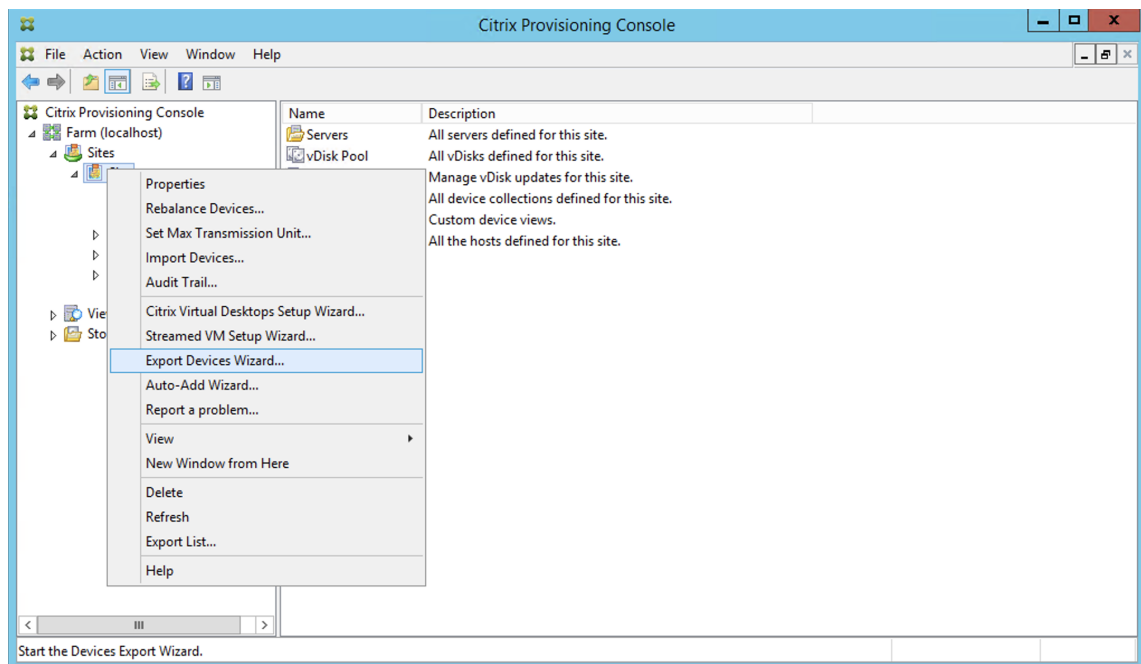 Citrix Provisioning Console
File Action View Window Help
Citrix Provisioning Console
Farm (localhost)
Sites
Vie
Sto
Name Description
Servers All servers defined for this site.
vDisk Pool All vDisks defined for this site.
Manage vDisk updates for this site.
All device collections defined for this site.
Custom device views.
All the hosts defined for this site.
Properties
Rebalance Devices...
Set Max Transmission Unit...
Import Devices...
Audit Trail...
Citrix Virtual Desktops Setup Wizard...
Streamed VM Setup Wizard...
Export Devices Wizard...
Auto-Add Wizard...
Report a problem...
View
New Window from Here
Delete
Refresh
Export List...
Help
Start the Devices Export Wizard.